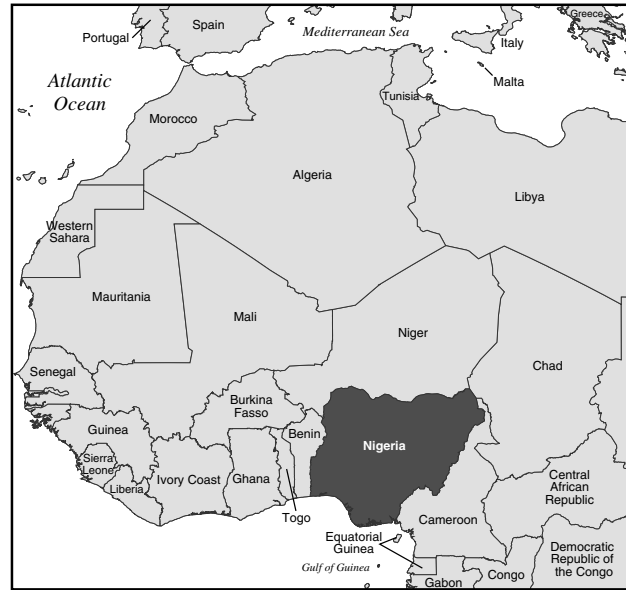 Greece
Spain
Portugal
Mediterranean Sea
Italy
Atlantic
Ocean
Malta
Tunisia
Morocco
Algeria
Libya
Western
Sahara
Mauritania
Mali
Niger
Chad
Senegal
Burkina
Fasso
Benin
Nigeria
Guinea
Sierra
Leone
Ivory Coast
Ghana
Liberia
Central
African
Republic
Togo
Cameroon
Equatorial
Guinea
Democratic
Republic of
the Congo
Gulf of Guinea
Congo
Gabon